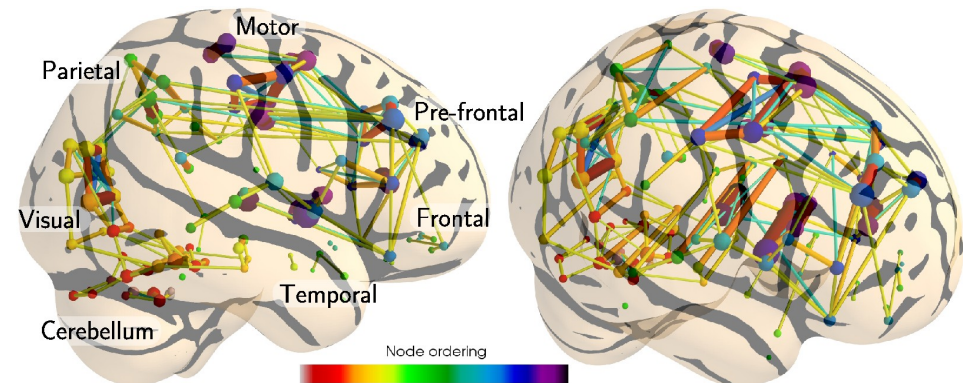 Motor
Parietal
Pre-frontal
Visual
Frontal
Temporal
Cerebellum
Node ordering